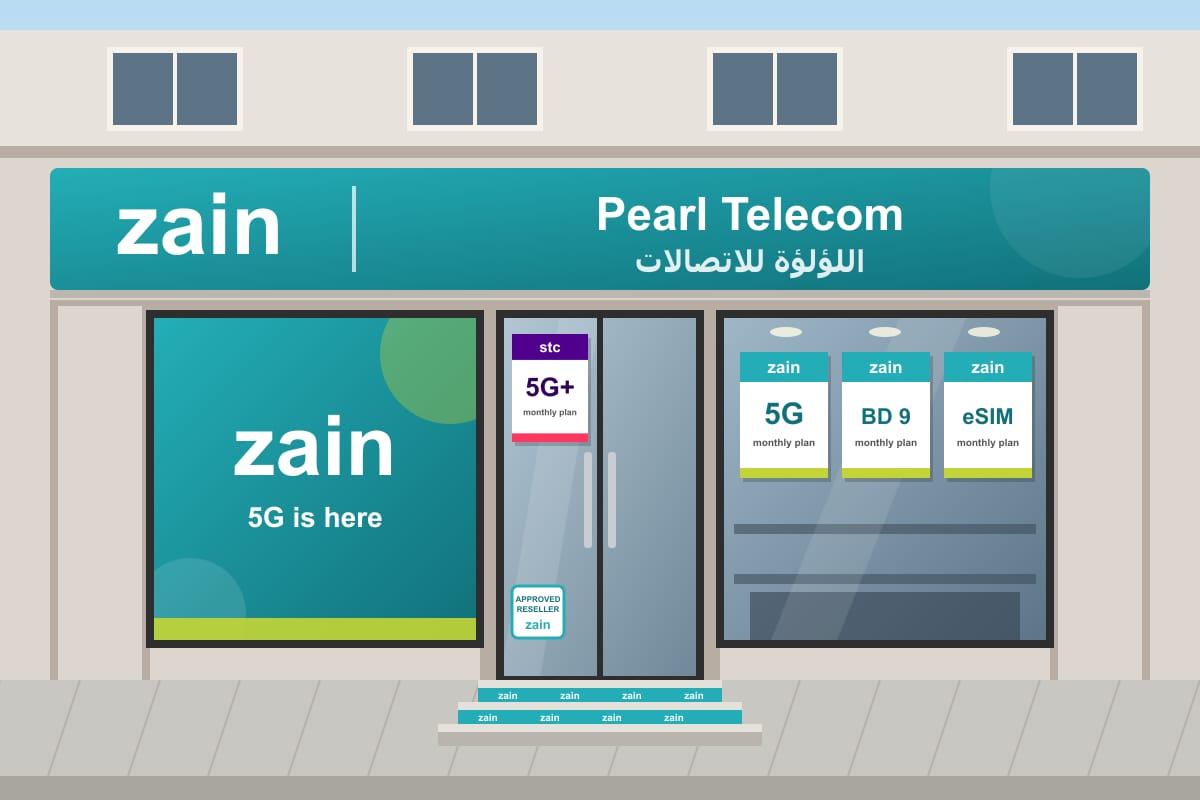 zain
Pearl Telecom
اللؤلؤة للاتصالات
zain
5G is here
stc
5G+
monthly plan
APPROVED
RESELLER
zain
zain
5G
monthly plan
zain
BD 9
monthly plan
zain
eSIM
monthly plan
zain zain zain zain
zain zain zain zain